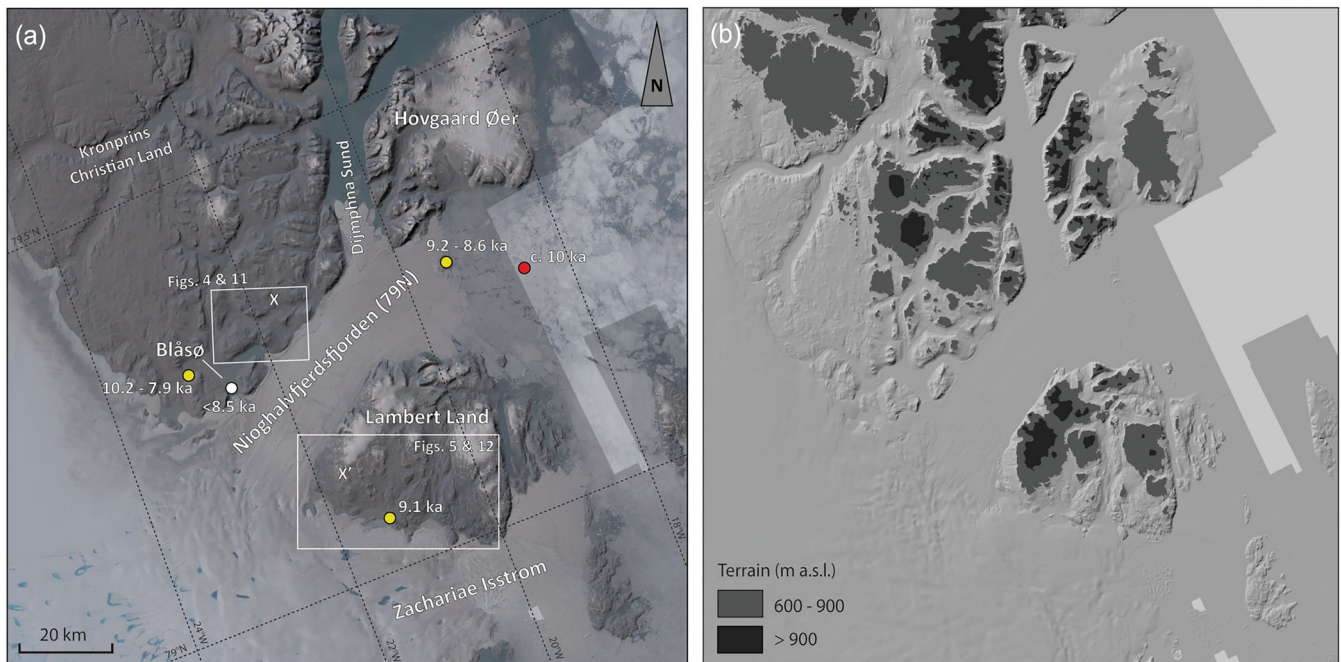 (a)
N
Hovgaard Øer
Kronprins
Christian Land
Dijmphna Sund
79.5°N
9.2 - 8.6 ka
c. 10 ka
Figs. 4 & 11
X
Nioghalvfjerdsfjorden (79N)
Blåsø
10.2 - 7.9 ka
<8.5 ka
Lambert Land
Figs. 5 & 12
X'
9.1 ka
18°W
Zachariae Isstrom
20 km
24°W
79°N
22°W
20°W
(b)
Terrain (m a.s.l.)
600 - 900
> 900